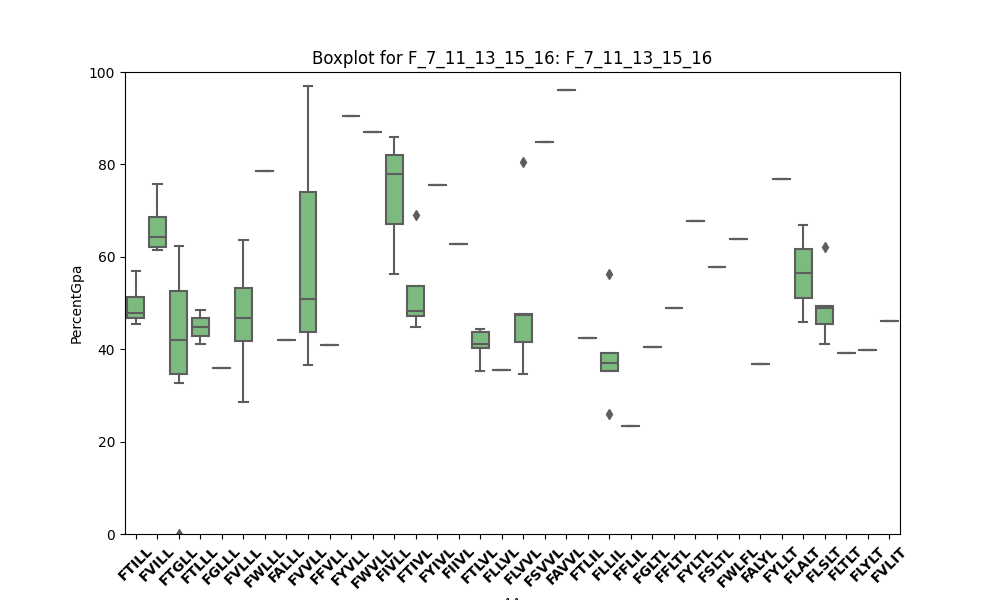 Boxplot for F_7_11_13_15_16: F_7_11_13_15_16
PercentGpa
100
80
60
40
20
0
FTILL
FVILL
FTGLL
FTLLL
FGLLL
FVLLL
FWLLL
FALLL
FVVLL
FFVLL
FYVLL
FWVLL
FIVLL
FTIVL
FYIVL
FIIVL
FTLVL
FLLVL
FLVVL
FSVVL
FAVVL
FTLIL
FLLIL
FFLIL
FGLTL
FFLTL
FYLTL
FSLTL
FWLFL
FALYL
FYLLT
FLALT
FLSLT
FLTLT
FLYLT
FVLIT